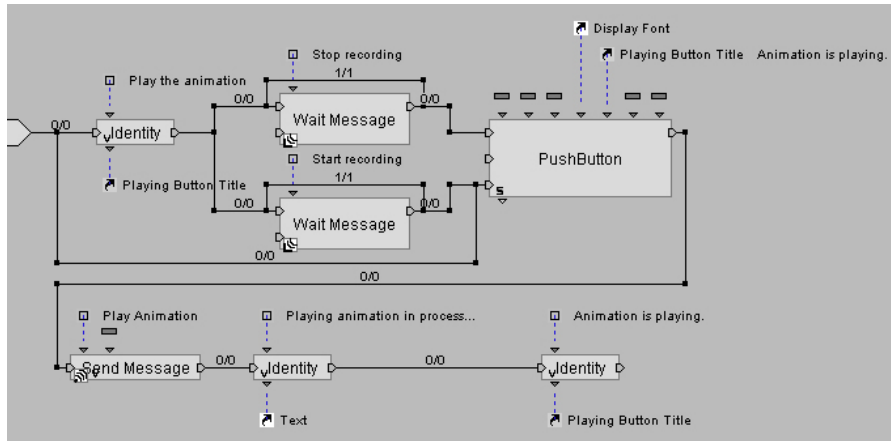 Display Font
Stop recording
Playing Button Title Animation is playing.
Play the animation
1/1
0/0
0/0
0/0
Identity
Wait Message
Start recording
PushButton
1/1
Playing Button Title
0/0
0/0
Wait Message
S
0/0
0/0
Play Animation
Playing animation in process...
Animation is playing.
0/0
0/0
Send Message
Identity
Identity
Text
Playing Button Title